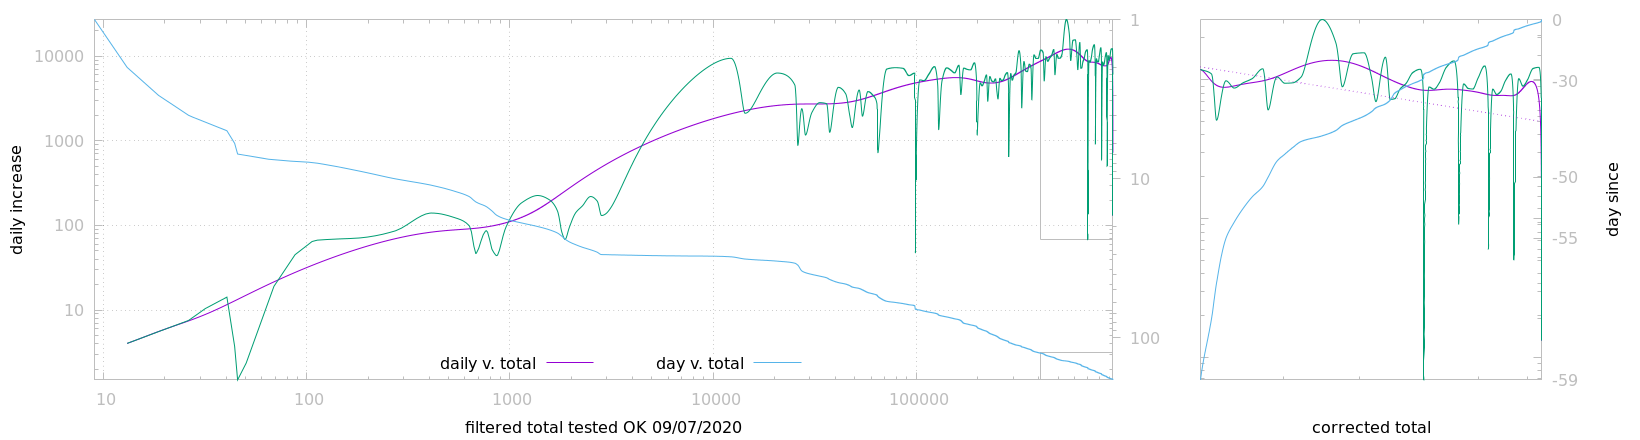 daily increase
10000
1000
100
10
10
100
1000
10000
100000
daily v. total
day v. total
filtered total tested OK 09/07/2020
1
10
100
0
-30
-50
-55
-59
day since
corrected total